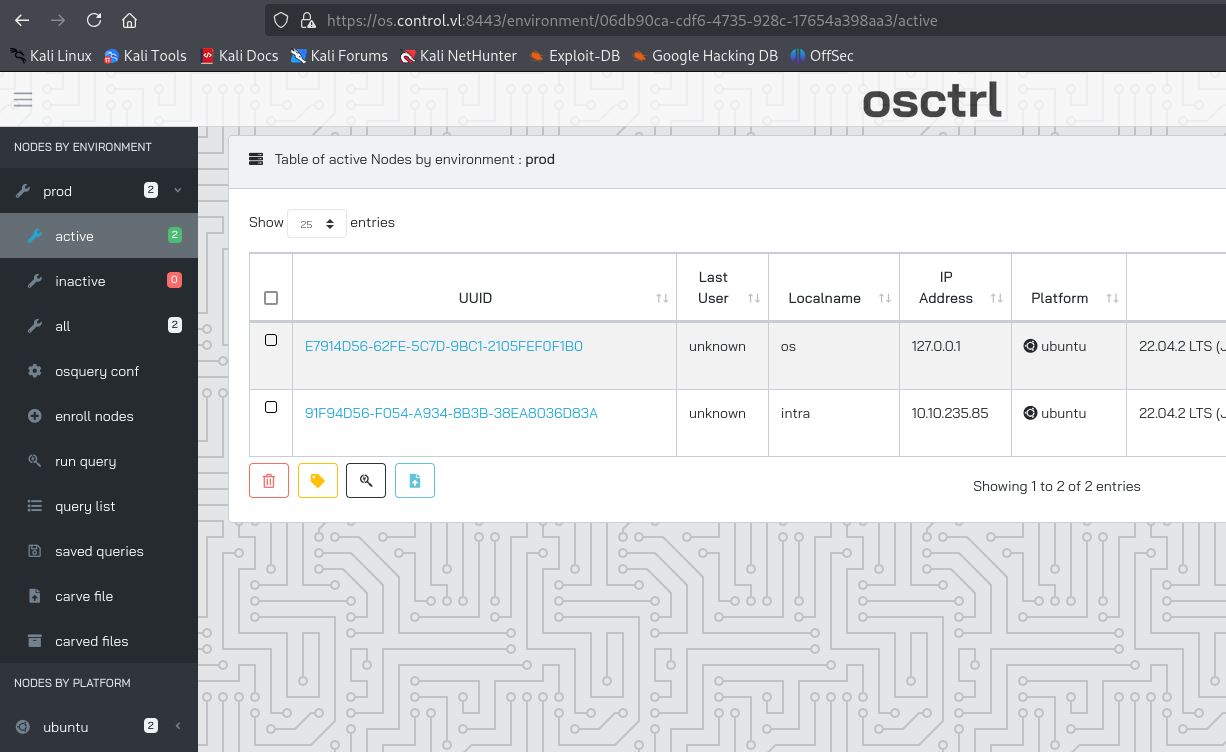 https://os.control.vl:8443/environment/06db90ca-cdf6-4735-928c-17654a398aa3/active
Kali Linux Kali Tools Kali Docs Kali Forums Kali NetHunter Exploit-DB Google Hacking DB OffSec
osctrl
NODES BY ENVIRONMENT
prod 2
active 2
inactive 0
all 2
osquery conf
enroll nodes
run query
query list
saved queries
carve file
carved files
NODES BY PLATFORM
ubuntu 2
Table of active Nodes by environment : prod
Show 25 entries
UUID Last User Localname IP Address Platform
E7914D56-62FE-5C7D-9BC1-2105FEF0F1B0 unknown os 127.0.0.1 ubuntu 22.04.2 LTS (J
91F94D56-F054-A934-8B3B-38EA8036D83A unknown intra 10.10.235.85 ubuntu 22.04.2 LTS (J
Showing 1 to 2 of 2 entries